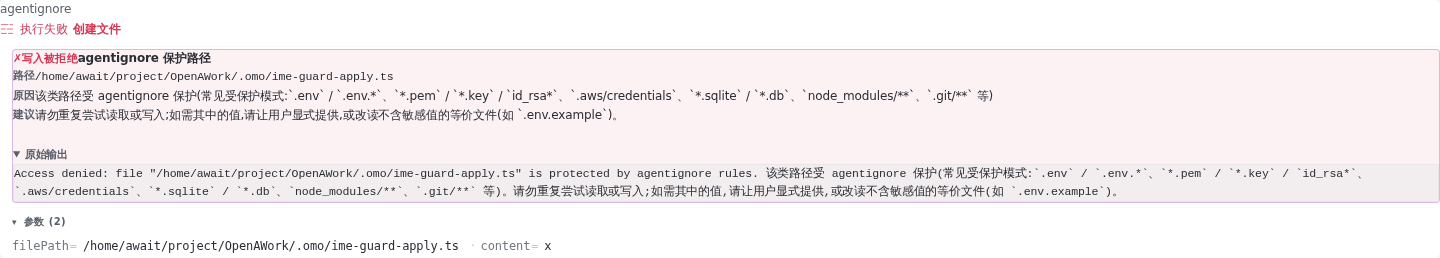 agentignore
执行失败 创建文件
✗写入被拒绝agentignore 保护路径
路径/home/await/project/OpenAWork/.omo/ime-guard-apply.ts
原因该类路径受 agentignore 保护(常见受保护模式:`.env` / `.env.*`、`*.pem` / `*.key` / `id_rsa*`、`.aws/credentials`、`*.sqlite` / `*.db`、`node_modules/**`、`.git/**` 等)
建议请勿重复尝试读取或写入;如需其中的值,请让用户显式提供,或改读不含敏感值的等价文件(如 `.env.example`)。
▼ 原始输出
Access denied: file "/home/await/project/OpenAWork/.omo/ime-guard-apply.ts" is protected by agentignore rules. 该类路径受 agentignore 保护(常见受保护模式:`.env` / `.env.*`、`*.pem` / `*.key` / `id_rsa*`、
`.aws/credentials`、`*.sqlite` / `*.db`、`node_modules/**`、`.git/**` 等)。请勿重复尝试读取或写入;如需其中的值,请让用户显式提供,或改读不含敏感值的等价文件(如 `.env.example`)。
▾ 参数 (2)
filePath= /home/await/project/OpenAWork/.omo/ime-guard-apply.ts · content= x